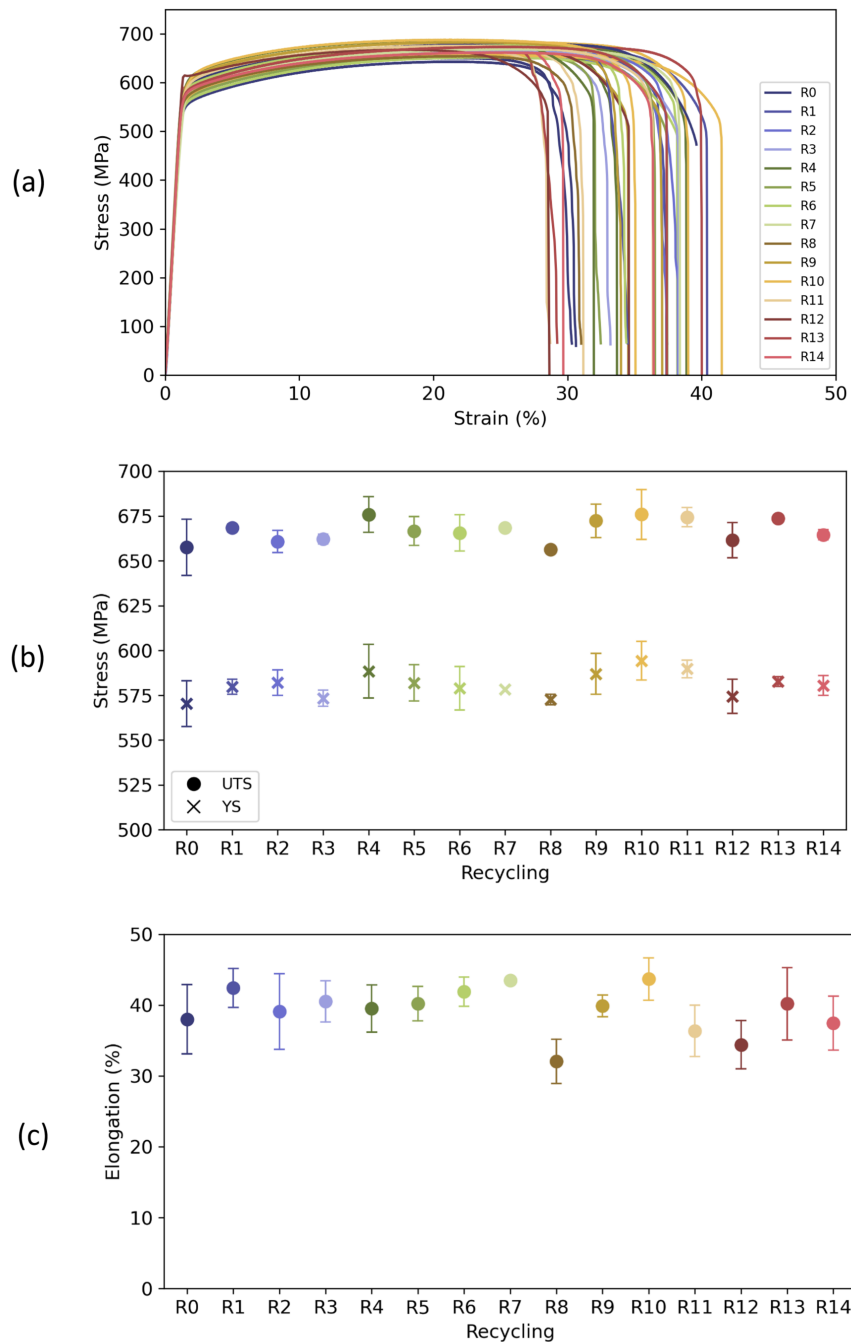 (a)
700
600
500
400
300
200
100
0
Stress (MPa)
0 10 20 30 40 50
Strain (%)
R0
R1
R2
R3
R4
R5
R6
R7
R8
R9
R10
R11
R12
R13
R14
(b)
700
675
650
625
600
575
550
525
500
Stress (MPa)
UTS
YS
R0 R1 R2 R3 R4 R5 R6 R7 R8 R9 R10 R11 R12 R13 R14
Recycling
(c)
50
40
30
20
10
0
Elongation (%)
R0 R1 R2 R3 R4 R5 R6 R7 R8 R9 R10 R11 R12 R13 R14
Recycling